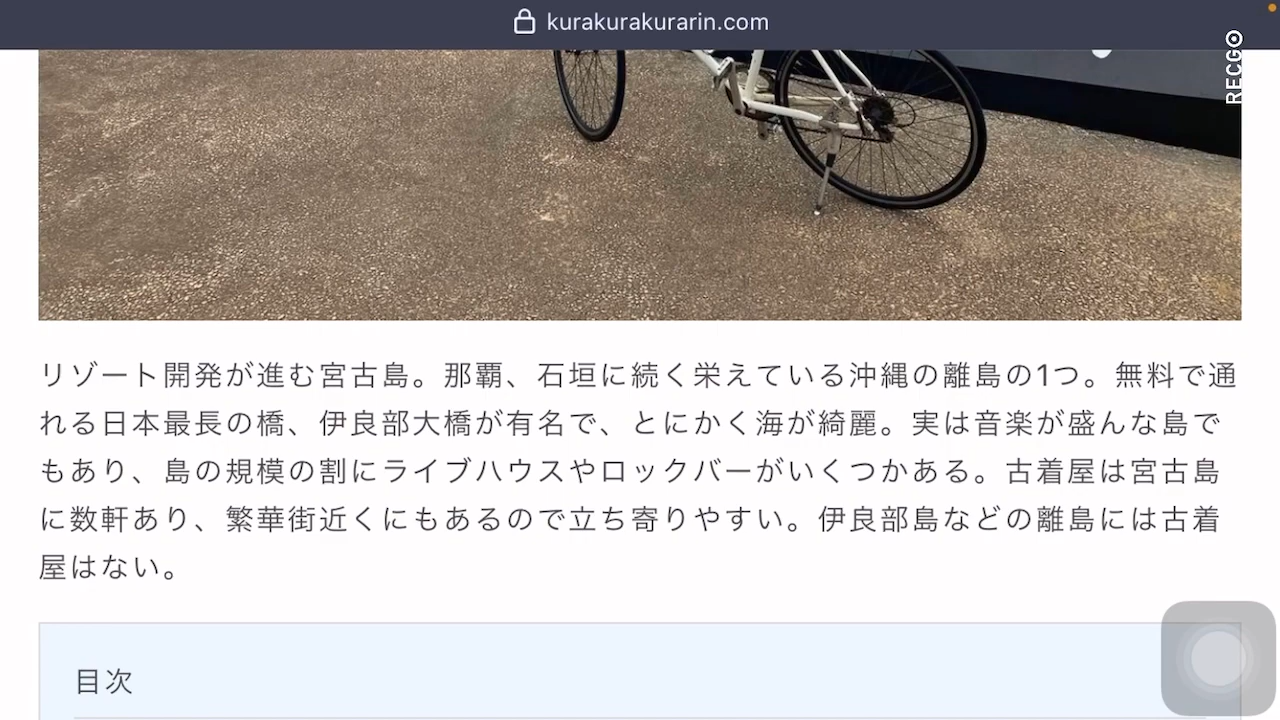 kurakurakurarin.com
RECGO
リゾート開発が進む宮古島。那覇、石垣に続く栄えている沖縄の離島の1つ。無料で通
れる日本最長の橋、伊良部大橋が有名で、とにかく海が綺麗。実は音楽が盛んな島で
もあり、島の規模の割にライブハウスやロックバーがいくつかある。古着屋は宮古島
に数軒あり、繁華街近くにもあるので立ち寄りやすい。伊良部島などの離島には古着
屋はない。
目次